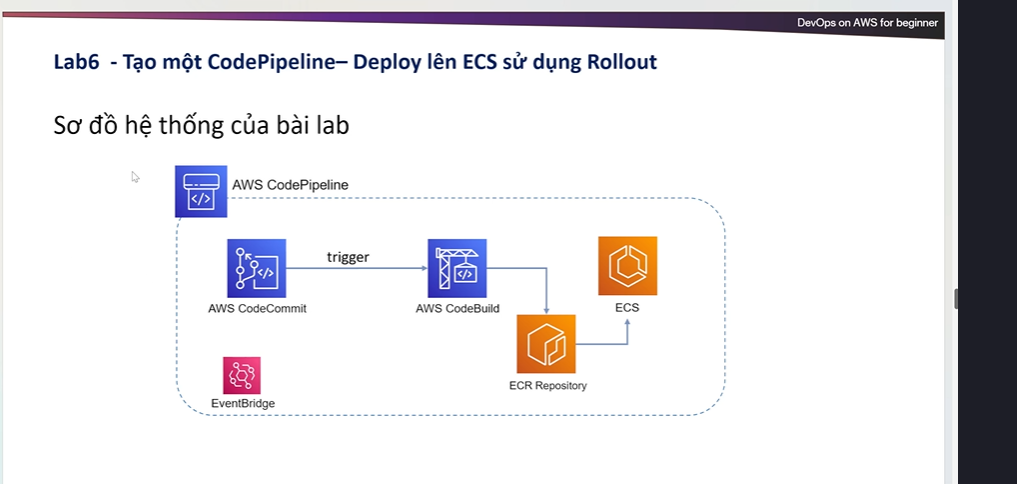 DevOps on AWS for beginner
Lab6 - Tạo một CodePipeline– Deploy lên ECS sử dụng Rollout
Sơ đồ hệ thống của bài lab
AWS CodePipeline
trigger
AWS CodeCommit
AWS CodeBuild
ECS
ECR Repository
EventBridge